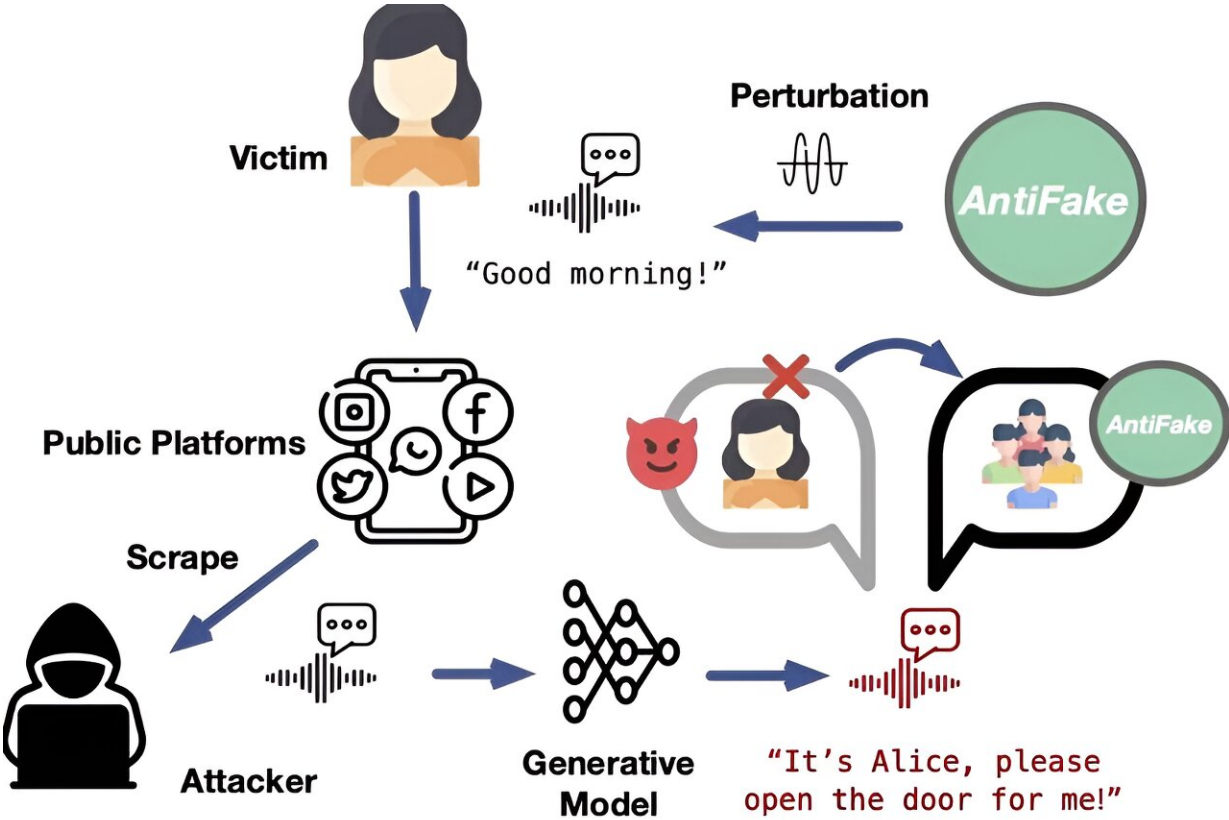 Perturbation
Victim
AntiFake
“Good morning!”
Public Platforms
AntiFake
Scrape
Attacker
Generative
Model
“It’s Alice, please
open the door for me!”